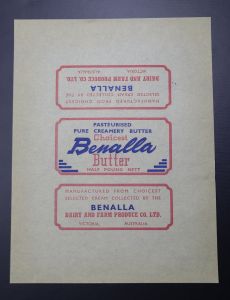 MANUFACTURED FROM CHOICEST
SELECTED CREAM COLLECTED BY THE
BENALLA
DAIRY AND FARM PRODUCE CO. LTD.
VICTORIA AUSTRALIA
PASTEURISED
PURE CREAMERY BUTTER
Choicest
Benalla
Butter
HALF POUND NETT
MANUFACTURED FROM CHOICEST
SELECTED CREAM COLLECTED BY THE
BENALLA
DAIRY AND FARM PRODUCE CO. LTD.
VICTORIA AUSTRALIA